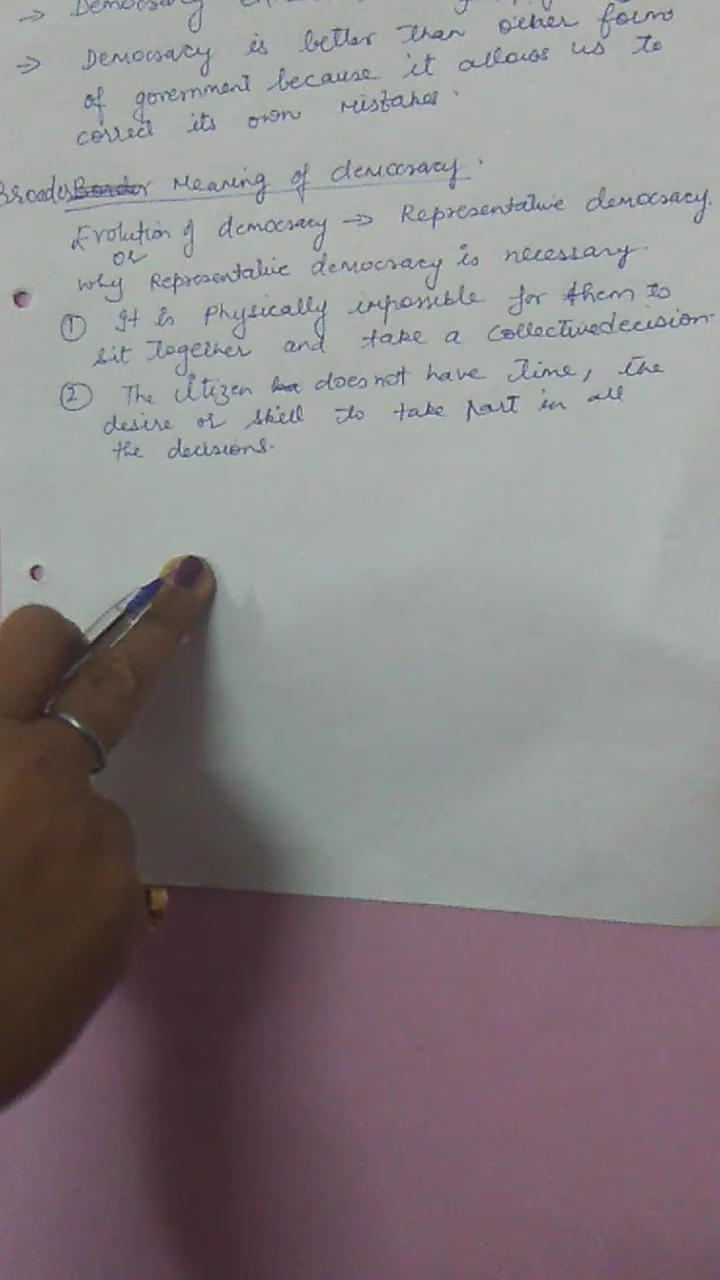 → Democracy
→ Democracy is better than other form
of government because it allows us to
correct its own mistakes.
Broader Meaning of democracy.
Evolution of democracy → Representative democracy.
or
why Representative democracy is necessary.
① It is Physically impossible for them to
sit together and take a collective decision.
② The citizen does not have time, the
desire or skill to take part in all
the decisions.